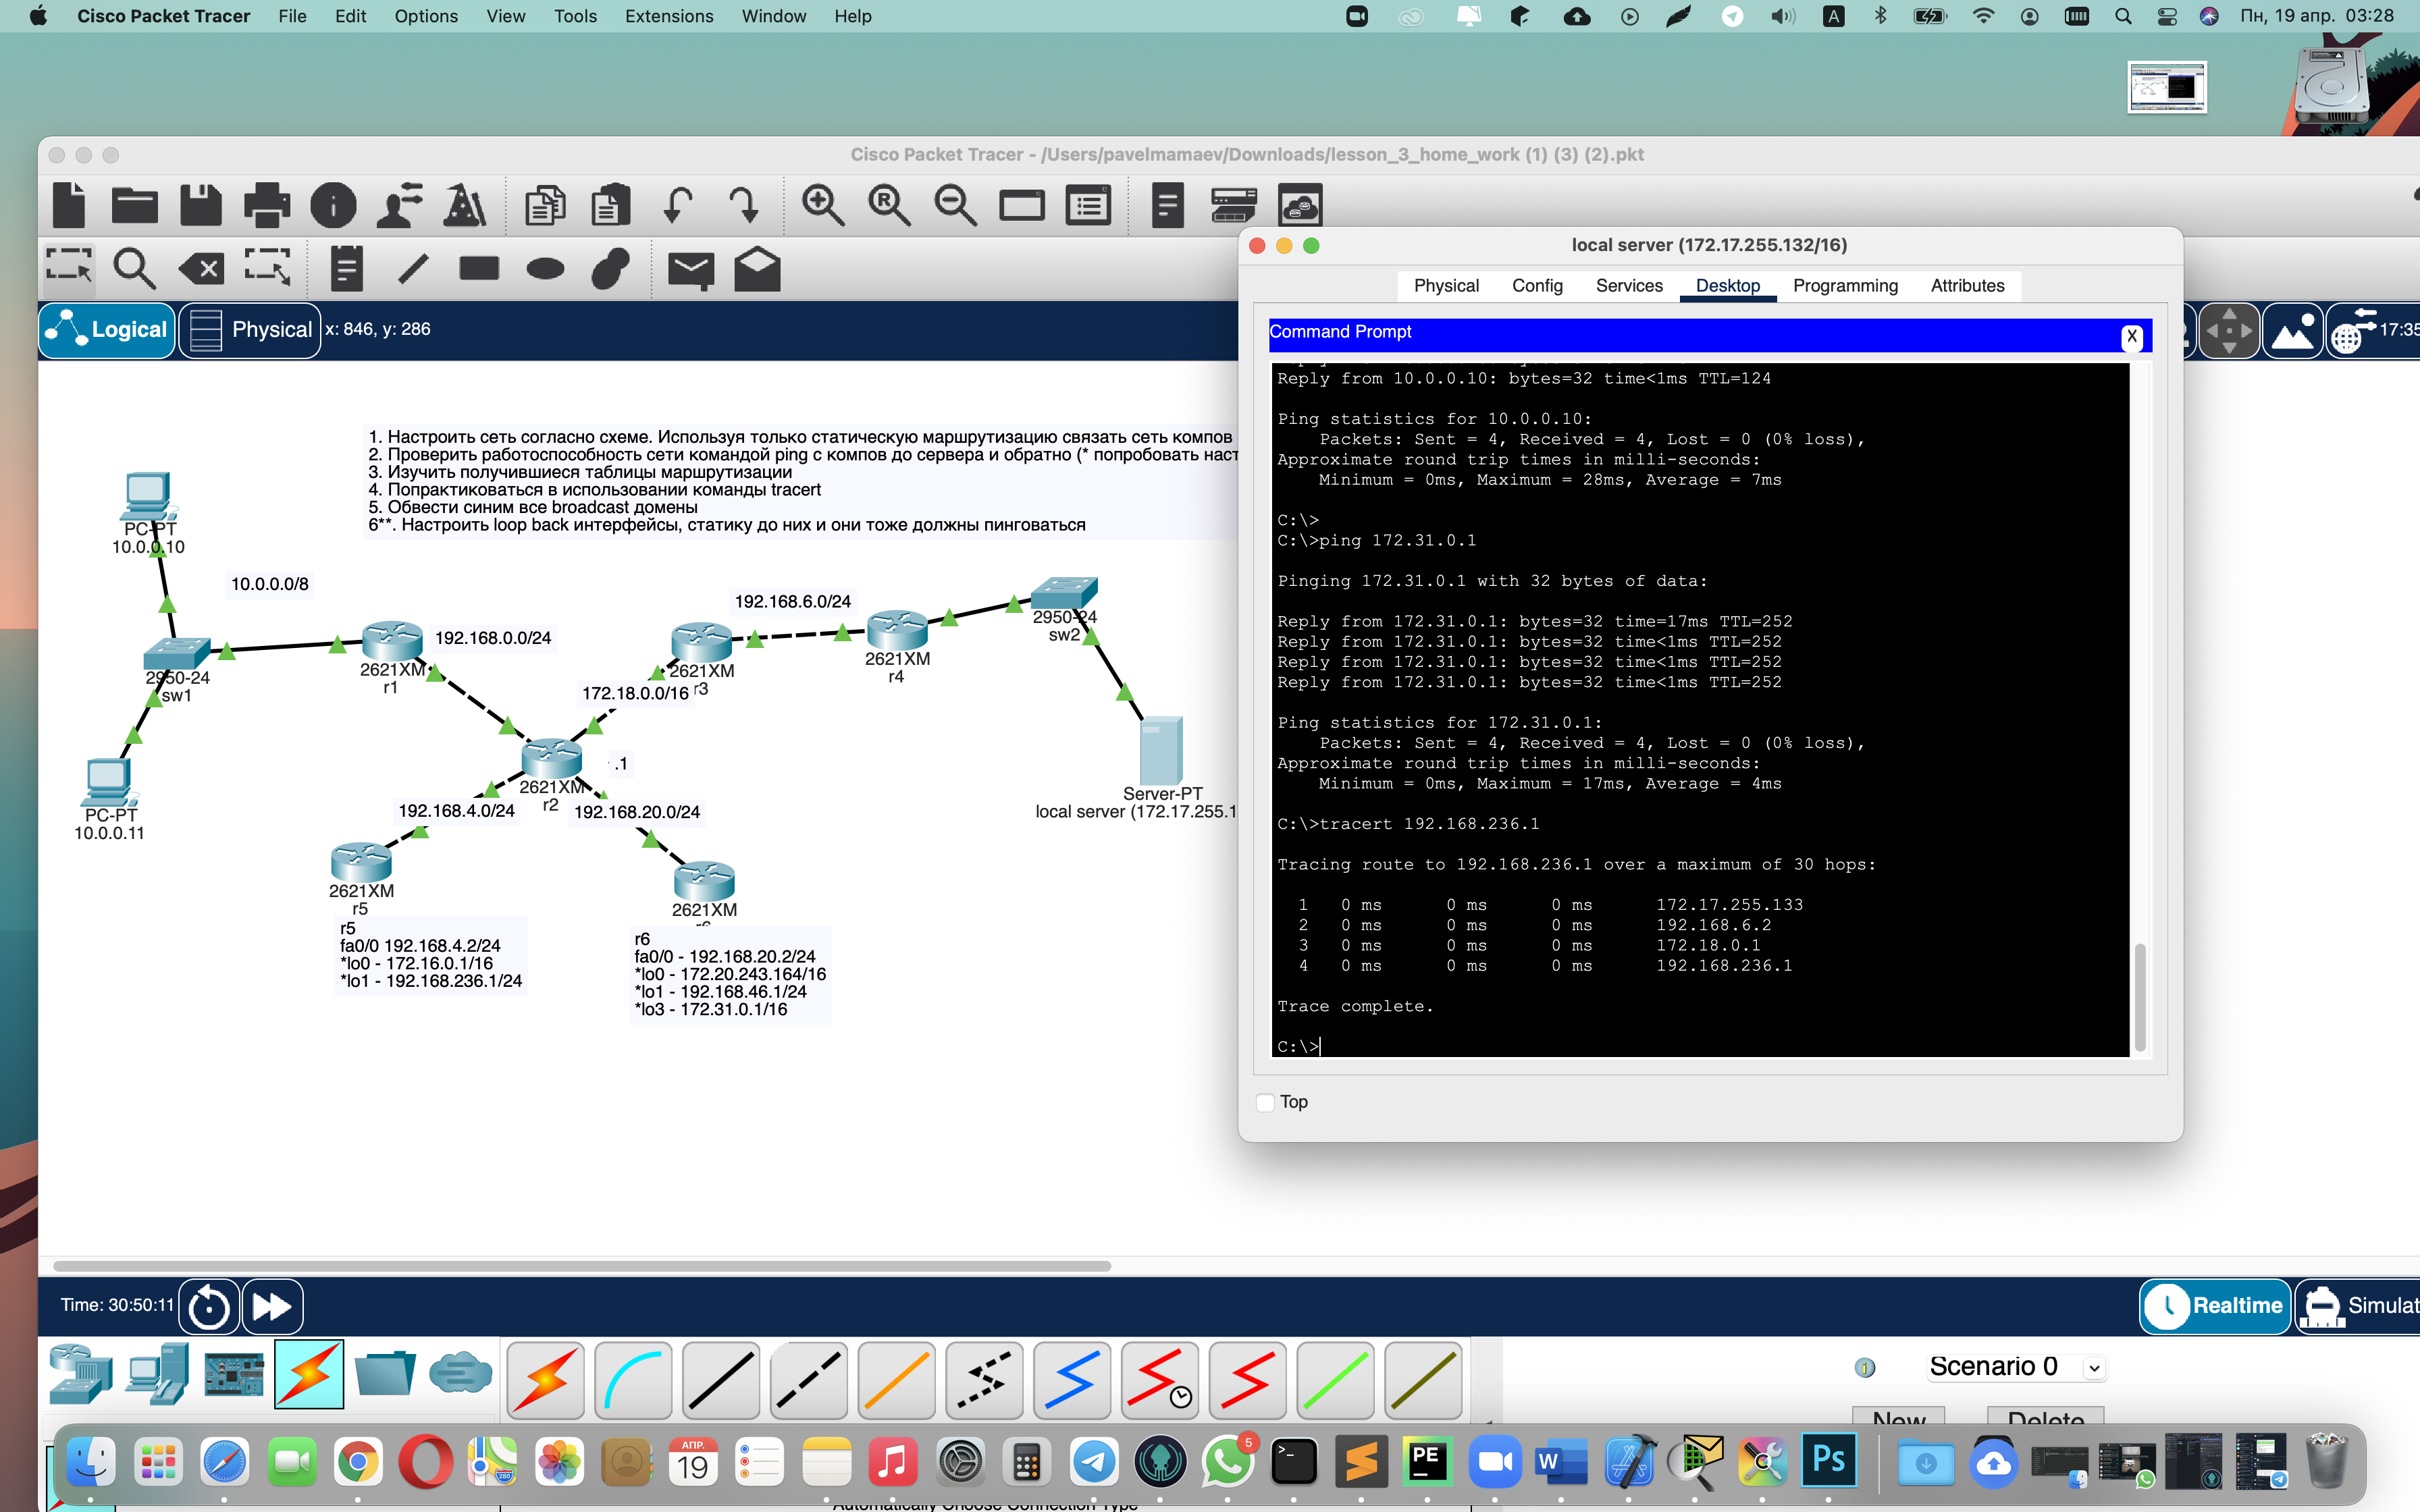 Cisco Packet Tracer File Edit Options View Tools Extensions Window Help
A
Пн, 19 апр. 03:28
Cisco Packet Tracer - /Users/pavelmamaev/Downloads/lesson_3_home_work (1) (3) (2).pkt
Logical Physical x: 846, y: 286
17:35
1. Настроить сеть согласно схеме. Используя только статическую маршрутизацию связать сеть компов
2. Проверить работоспособность сети командой ping с компов до сервера и обратно (* попробовать наст
3. Изучить получившиеся таблицы маршрутизации
4. Попрактиковаться в использовании команды tracert
5. Обвести синим все broadcast домены
6**. Настроить loop back интерфейсы, статику до них и они тоже должны пинговаться
PC-PT
10.0.0.10
10.0.0.0/8
2950-24
sw1
PC-PT
10.0.0.11
2621XM
r1
192.168.0.0/24
192.168.6.0/24
2621XM
r3
172.18.0.0/16
2621XM
r4
2950-24
sw2
Server-PT
local server (172.17.255.1
2621XM
r2
.1
192.168.4.0/24
192.168.20.0/24
2621XM
r5
r5
fa0/0 192.168.4.2/24
*lo0 - 172.16.0.1/16
*lo1 - 192.168.236.1/24
2621XM
r6
fa0/0 - 192.168.20.2/24
*lo0 - 172.20.243.164/16
*lo1 - 192.168.46.1/24
*lo3 - 172.31.0.1/16
local server (172.17.255.132/16)
Physical Config Services Desktop Programming Attributes
Command Prompt
X
Reply from 10.0.0.10: bytes=32 time<1ms TTL=124
Ping statistics for 10.0.0.10:
Packets: Sent = 4, Received = 4, Lost = 0 (0% loss),
Approximate round trip times in milli-seconds:
Minimum = 0ms, Maximum = 28ms, Average = 7ms
C:\>
C:\>ping 172.31.0.1
Pinging 172.31.0.1 with 32 bytes of data:
Reply from 172.31.0.1: bytes=32 time=17ms TTL=252
Reply from 172.31.0.1: bytes=32 time<1ms TTL=252
Reply from 172.31.0.1: bytes=32 time<1ms TTL=252
Reply from 172.31.0.1: bytes=32 time<1ms TTL=252
Ping statistics for 172.31.0.1:
Packets: Sent = 4, Received = 4, Lost = 0 (0% loss),
Approximate round trip times in milli-seconds:
Minimum = 0ms, Maximum = 17ms, Average = 4ms
C:\>tracert 192.168.236.1
Tracing route to 192.168.236.1 over a maximum of 30 hops:
1 0 ms 0 ms 0 ms 172.17.255.133
2 0 ms 0 ms 0 ms 192.168.6.2
3 0 ms 0 ms 0 ms 172.18.0.1
4 0 ms 0 ms 0 ms 192.168.236.1
Trace complete.
C:\>
Top
Time: 30:50:11
Realtime Simulat
Scenario 0
New Delete
АПР.
19
5
PE
W
Ps
Automatically Choose Connection Type